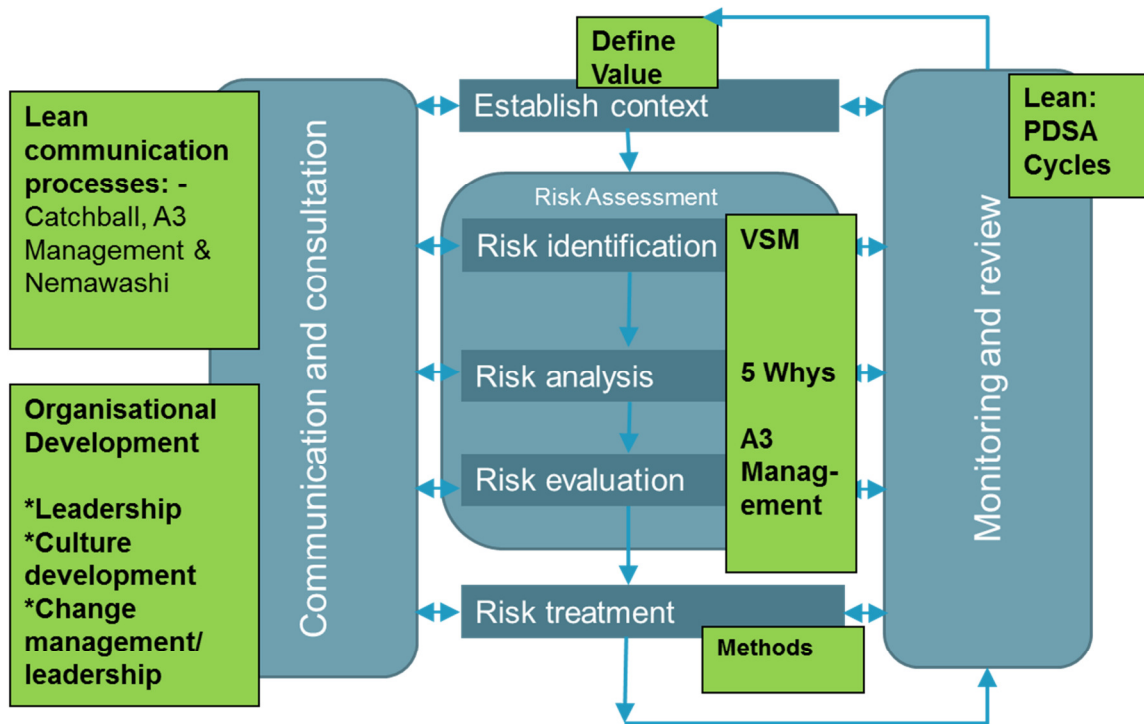 Define
Value
Establish context
Lean
communication
processes: -
Catchball, A3
Management &
Nemawashi
Organisational
Development
*Leadership
*Culture
development
*Change
management/
leadership
Communication and consultation
Risk Assessment
Risk identification
Risk analysis
Risk evaluation
VSM
5 Whys
A3
Manag-
ement
Risk treatment
Methods
Monitoring and review
Lean:
PDSA
Cycles